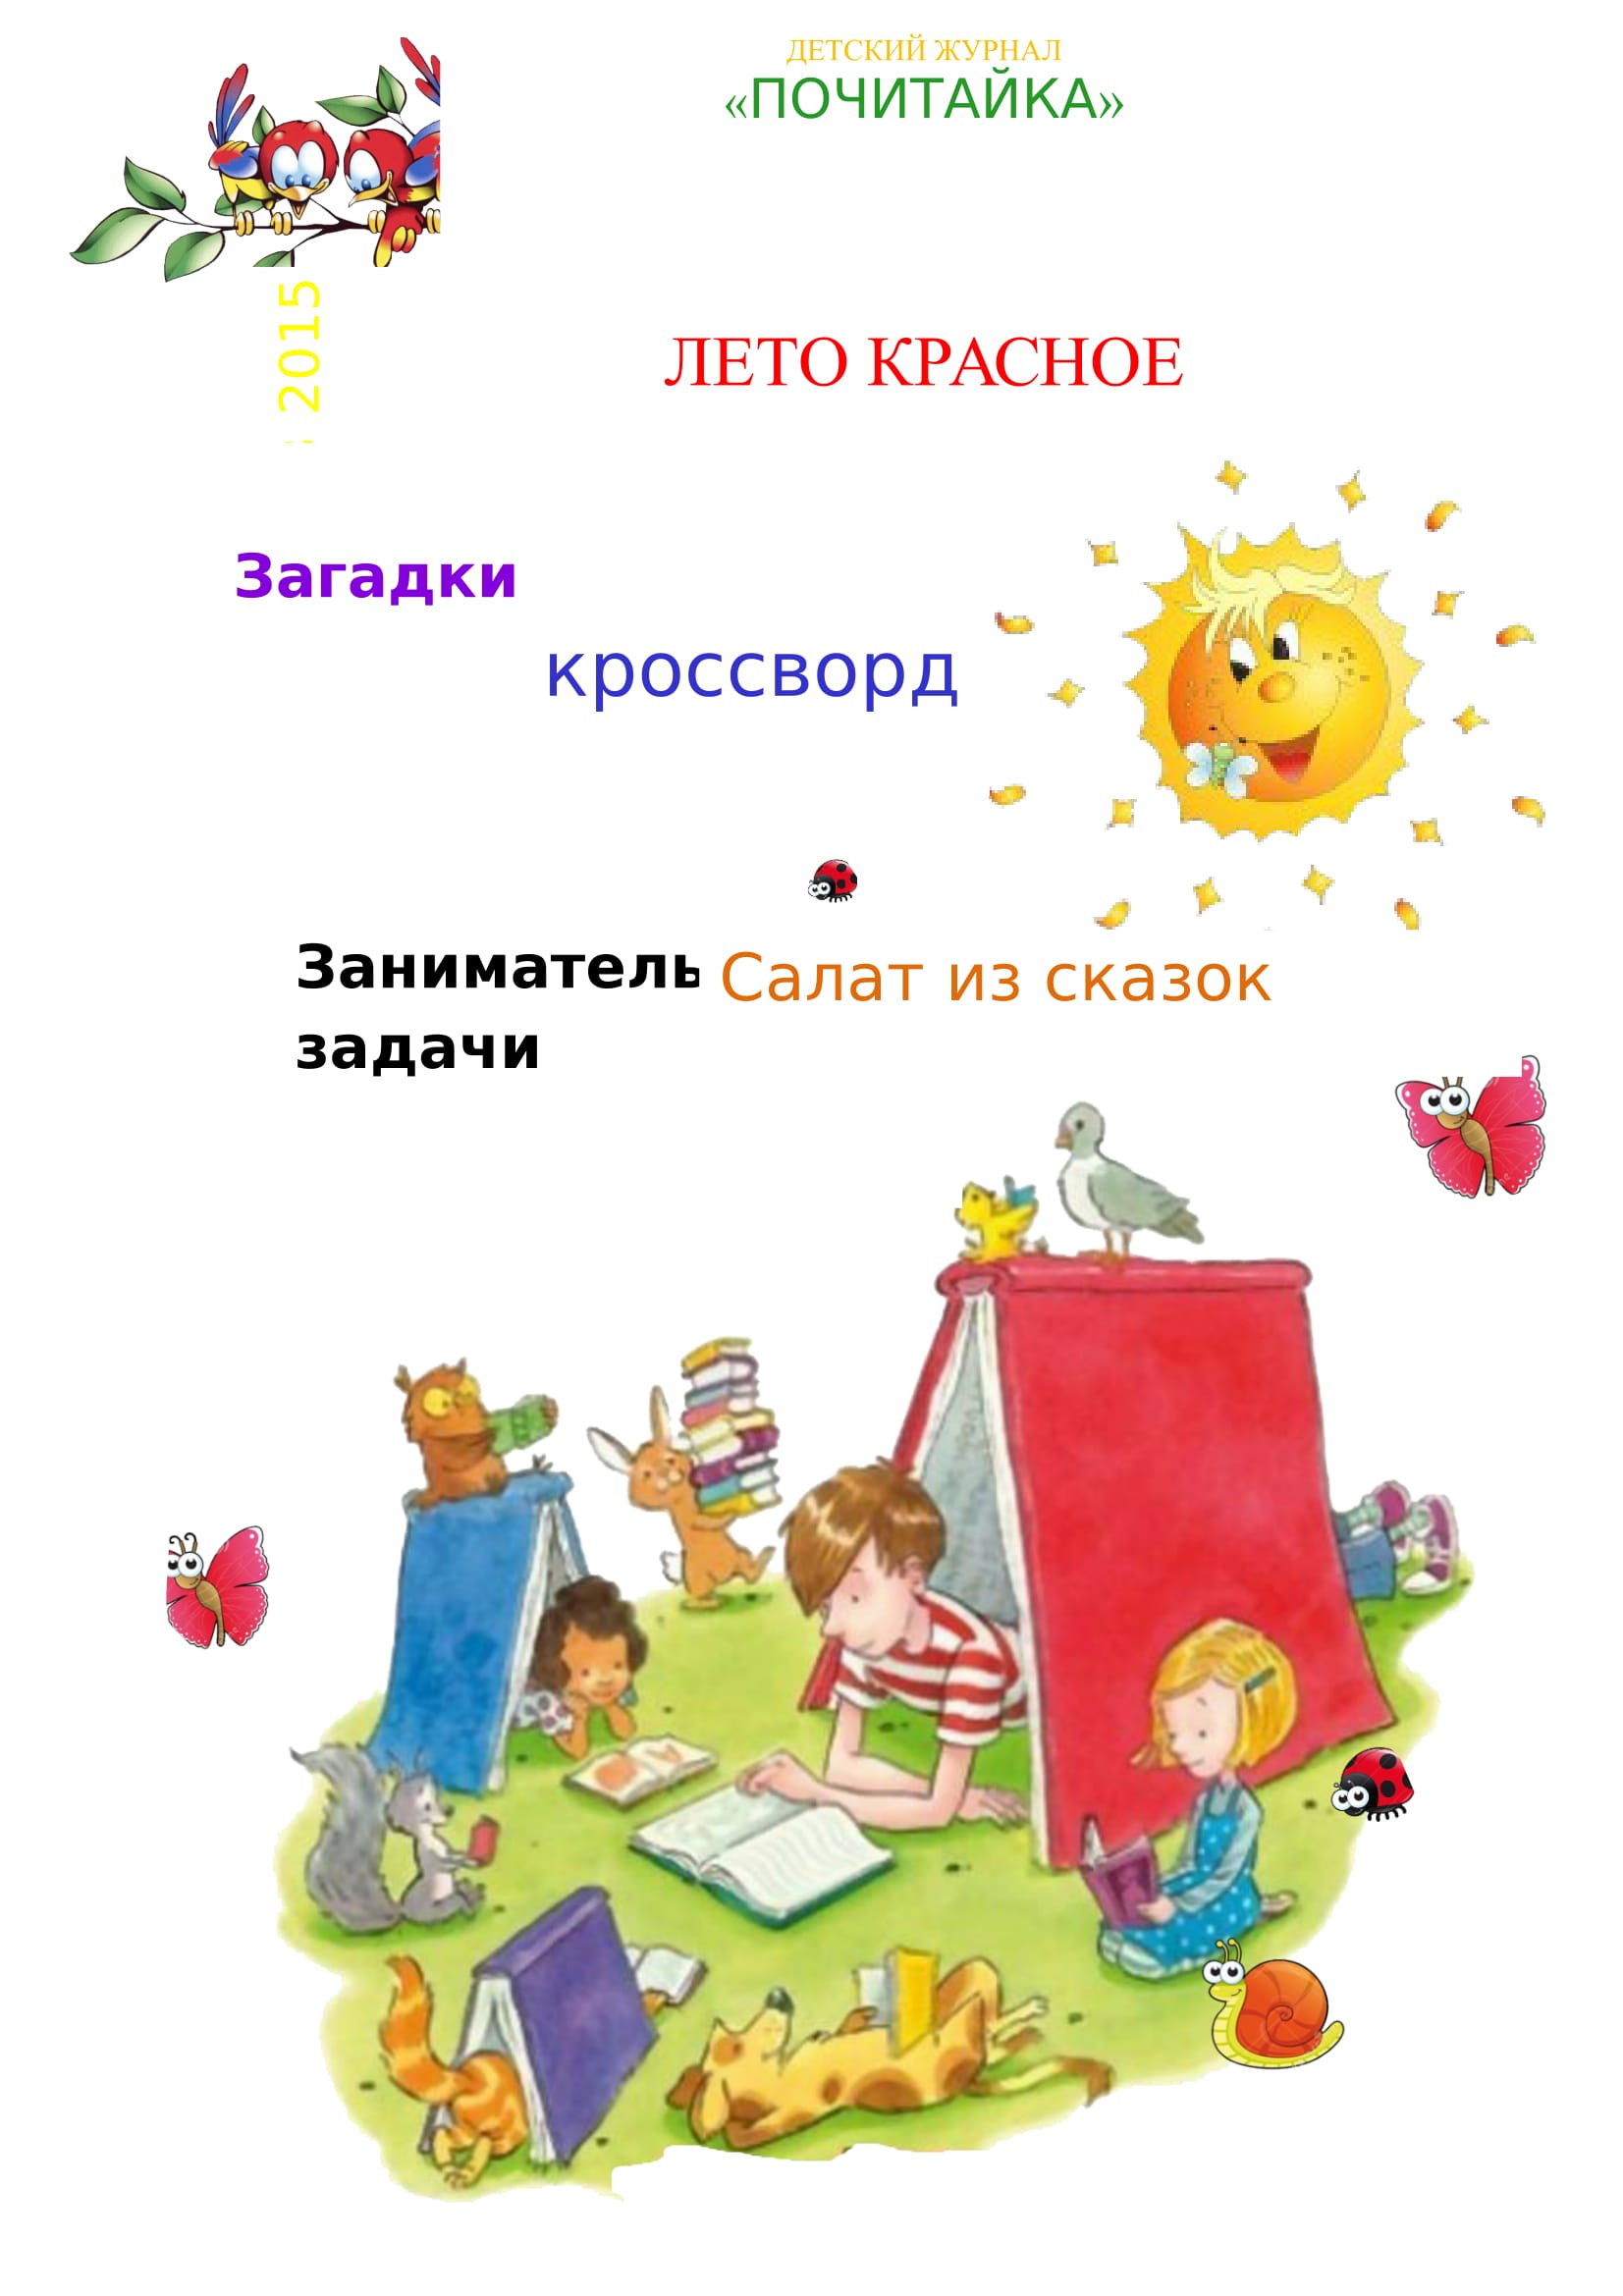 ДЕТСКИЙ ЖУРНАЛ
«ПОЧИТАЙКА»
2015
ЛЕТО КРАСНОЕ
Загадки
кроссворд
Заниматель
задачи
Салат из сказок